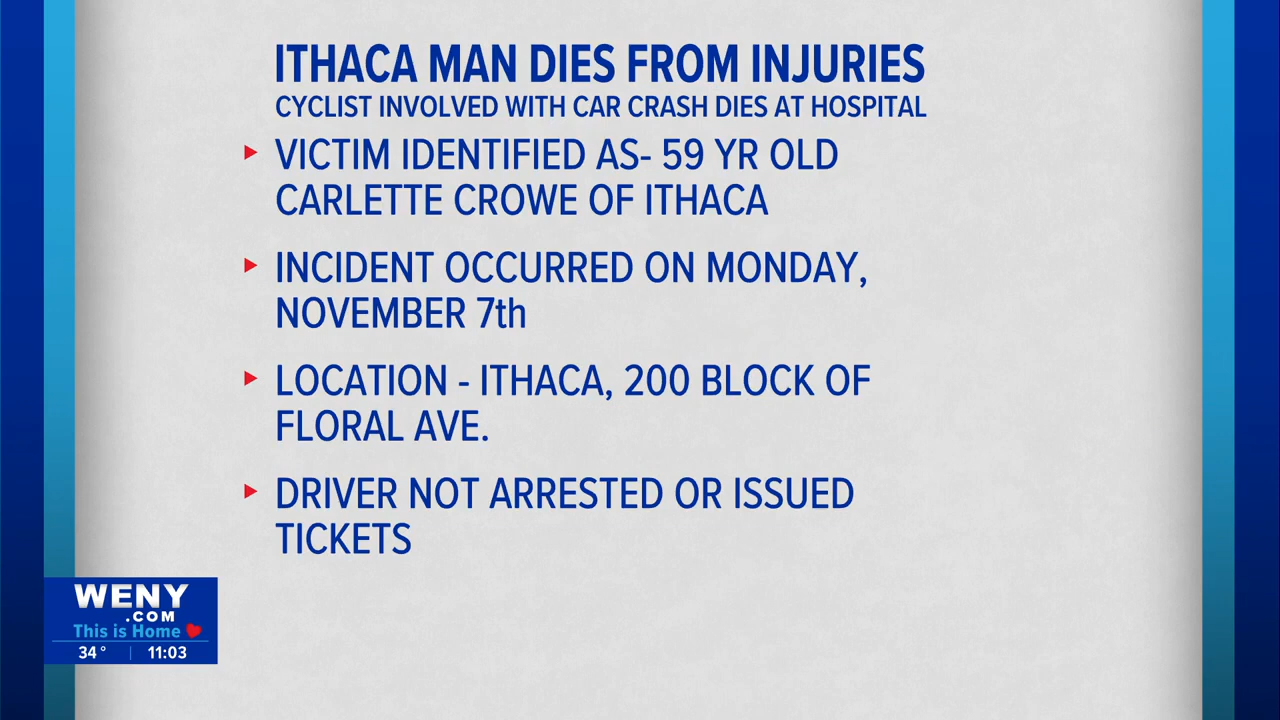 ITHACA MAN DIES FROM INJURIES
CYCLIST INVOLVED WITH CAR CRASH DIES AT HOSPITAL
VICTIM IDENTIFIED AS- 59 YR OLD
CARLETTE CROWE OF ITHACA
INCIDENT OCCURRED ON MONDAY,
NOVEMBER 7th
LOCATION - ITHACA, 200 BLOCK OF
FLORAL AVE.
DRIVER NOT ARRESTED OR ISSUED
TICKETS
WENY
.COM
This is Home
34° | 11:03